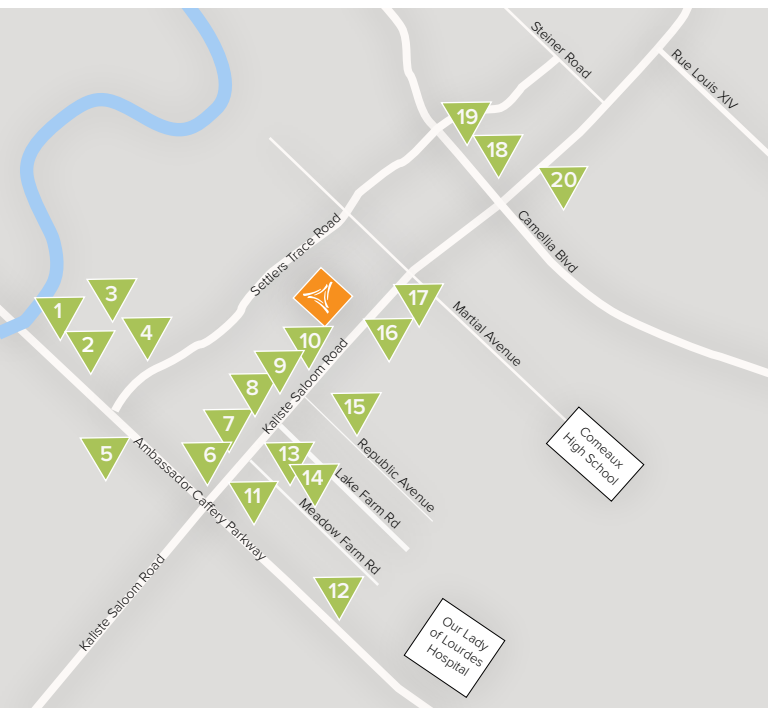 Steiner Road
Rue Louis XIV
19
18
20
Camellia Blvd
Settlers Trace Road
3
1
17
4
2
16
10
Martial Avenue
9
8
Kaliste Saloom Road
15
7
5
6
13
14
Republic Avenue
Comeaux
High School
Ambassador Caffery Parkway
11
Lake Farm Rd
Meadow Farm Rd
Kaliste Saloom Road
12
Our Lady
of Lourdes
Hospital